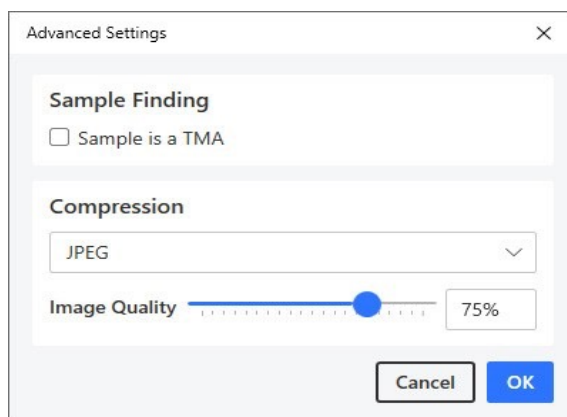 Advanced Settings
Sample Finding
Sample is a TMA
Compression
JPEG
Image Quality 75%
Cancel OK